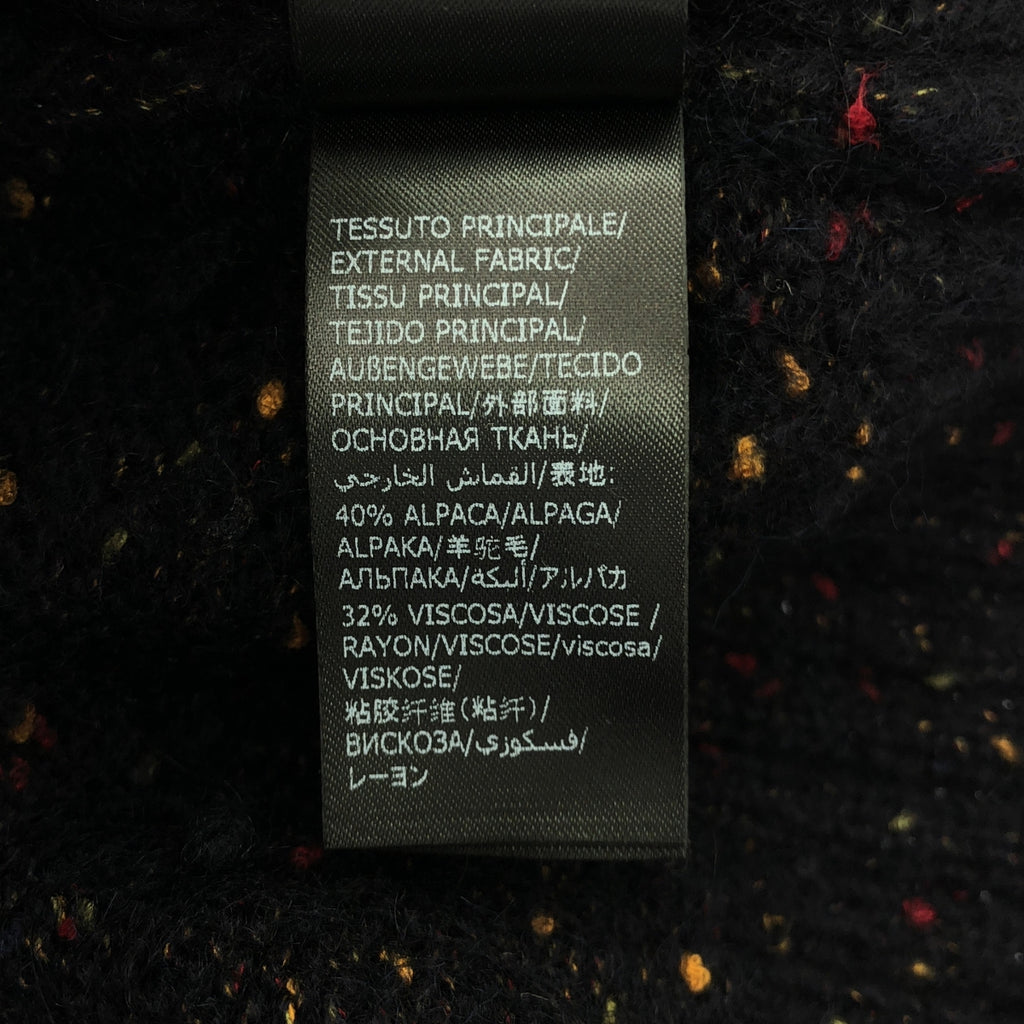 TESSUTO PRINCIPALE/
EXTERNAL FABRIC/
TISSU PRINCIPAL/
TEJIDO PRINCIPAL/
AUßENGEWEBE/TECIDO
PRINCIPAL/外部面料/
ОСНОВНАЯ ТКАНЬ/
القماش الخارجي/表地:
40% ALPACA/ALPAGA/
ALPAKA/羊驼毛/
АЛЬПАКА/ألبكة/アルパカ
32% VISCOSA/VISCOSE /
RAYON/VISCOSE/viscosa/
VISKOSE/
粘胶纤维(粘纤)/
ВИСКОЗА/فسكوزي/
レーヨン